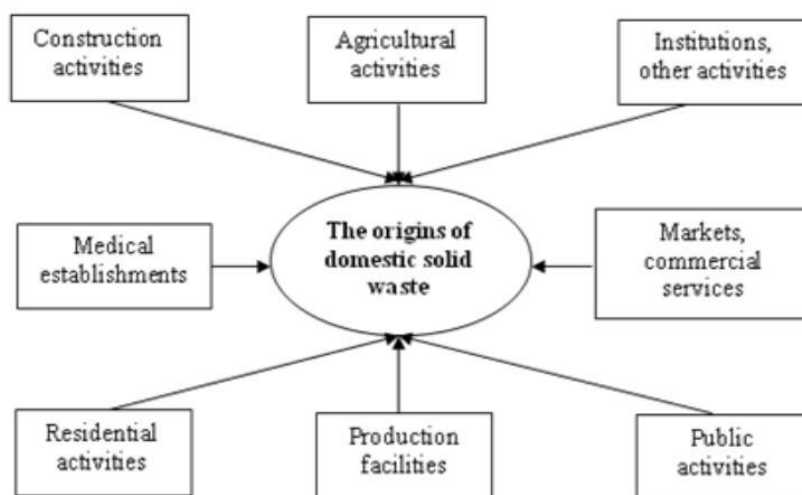 Construction
activities
Agricultural
activities
Institutions,
other activities
Medical
establishments
The origins of
domestic solid
waste
Markets,
commercial
services
Residential
activities
Production
facilities
Public
activities